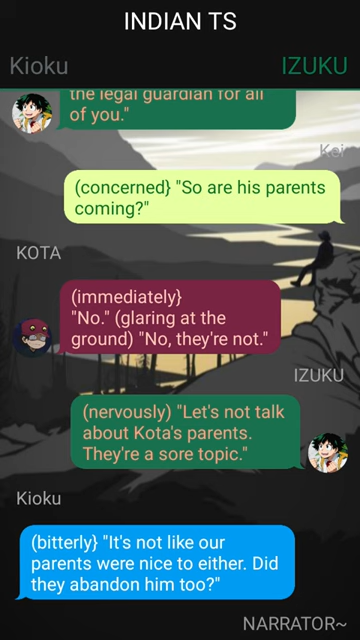 INDIAN TS
Kioku
IZUKU
the legal guardian for all
of you."
Kei
(concerned} "So are his parents
coming?"
KOTA
(immediately}
"No." (glaring at the
ground) "No, they're not."
IZUKU
(nervously) "Let's not talk
about Kota's parents.
They're a sore topic."
Kioku
(bitterly} "It's not like our
parents were nice to either. Did
they abandon him too?"
NARRATOR~